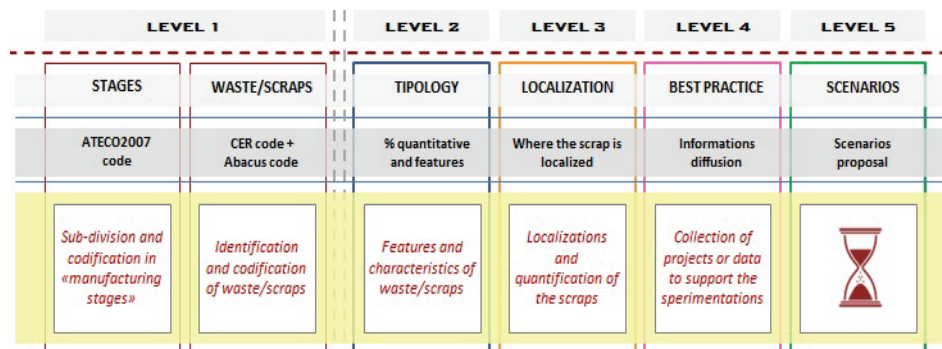 LEVEL 1
LEVEL 2
LEVEL 3
LEVEL 4
LEVEL 5
STAGES
WASTE/SCRAPS
TIPOLOGY
LOCALIZATION
BEST PRACTICE
SCENARIOS
ATECO2007
code
CER code +
Abacus code
% quantitative
and features
Where the scrap is
localized
Informations
diffusion
Scenarios
proposal
Sub-division and
codification in
«manufacturing
stages»
Identification
and codification
of waste/scraps
Features and
characteristics of
waste/scraps
Localizations
and
quantification of
the scraps
Collection of
projects or data
to support the
sperimentations